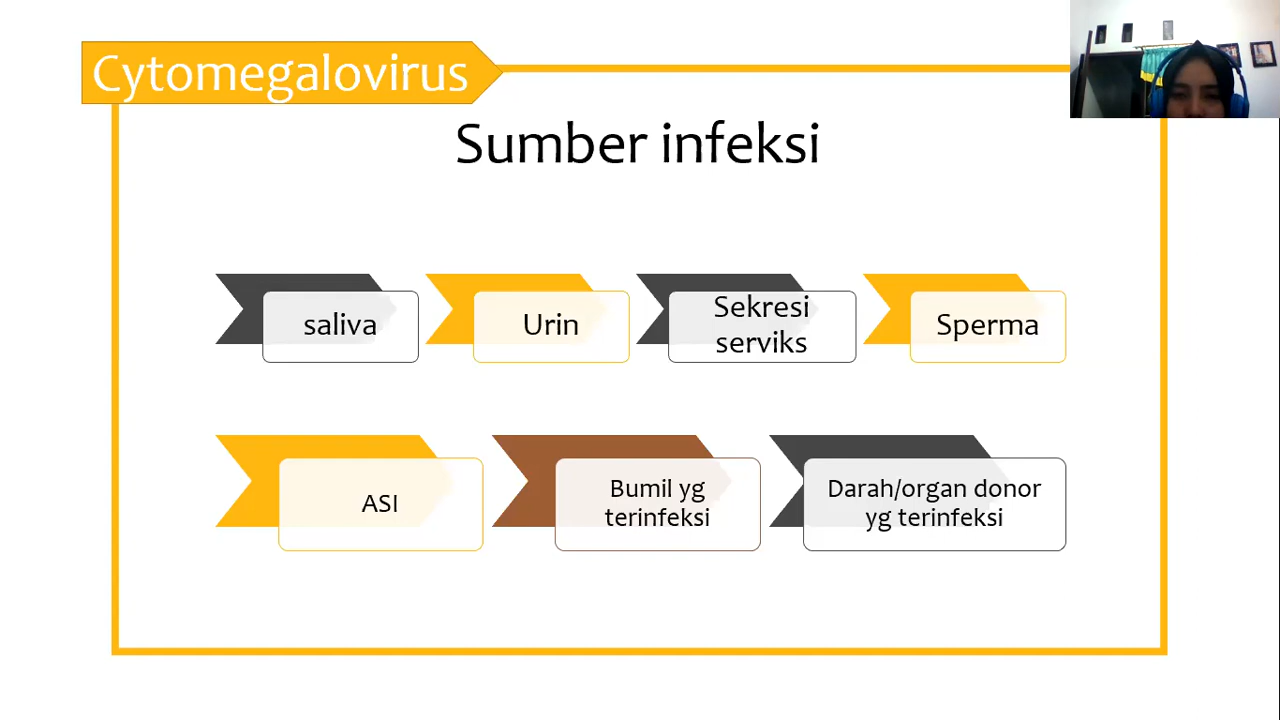 Cytomegalovirus
Sumber infeksi
saliva
Urin
Sekresi
serviks
Sperma
ASI
Bumil yg
terinfeksi
Darah/organ donor
yg terinfeksi